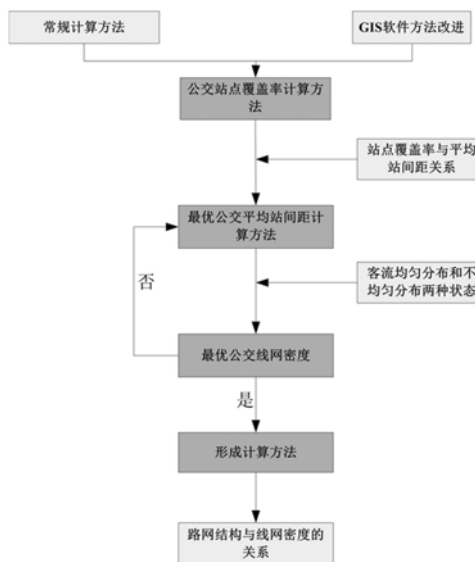 常规计算方法
GIS软件方法改进
公交站点覆盖率计算方
法
站点覆盖率与平均
站间距关系
最优公交平均站间距计
算方法
否
客流均匀分布和不
均匀分布两种状态
最优公交线网密度
是
形成计算方法
路网结构与线网密度的
关系